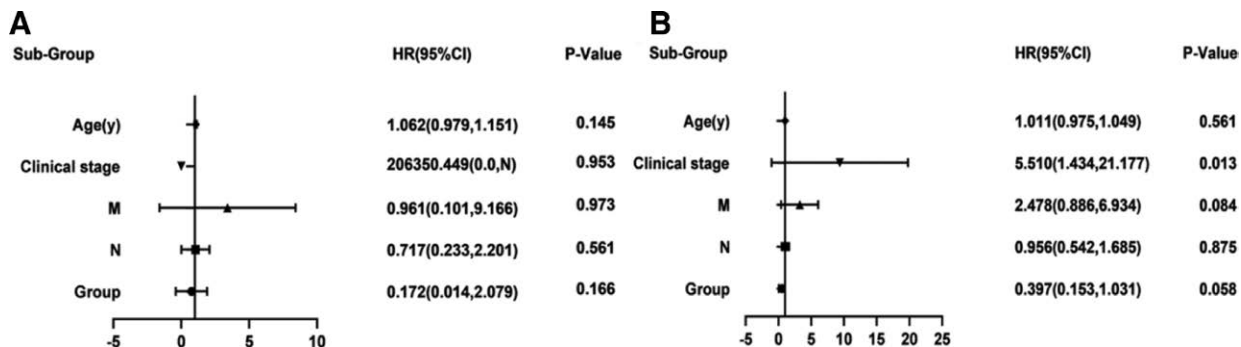 A
Sub-Group HR(95%CI) P-Value
Age(y) 1.062(0.979,1.151) 0.145
Clinical stage 206350.449(0.0,N) 0.953
M 0.961(0.101,9.166) 0.973
N 0.717(0.233,2.201) 0.561
Group 0.172(0.014,2.079) 0.166
-5 0 5 10
B
Sub-Group HR(95%CI) P-Value
Age(y) 1.011(0.975,1.049) 0.561
Clinical stage 5.510(1.434,21.177) 0.013
M 2.478(0.886,6.934) 0.084
N 0.956(0.542,1.685) 0.875
Group 0.397(0.153,1.031) 0.058
-5 0 5 10 15 20 25